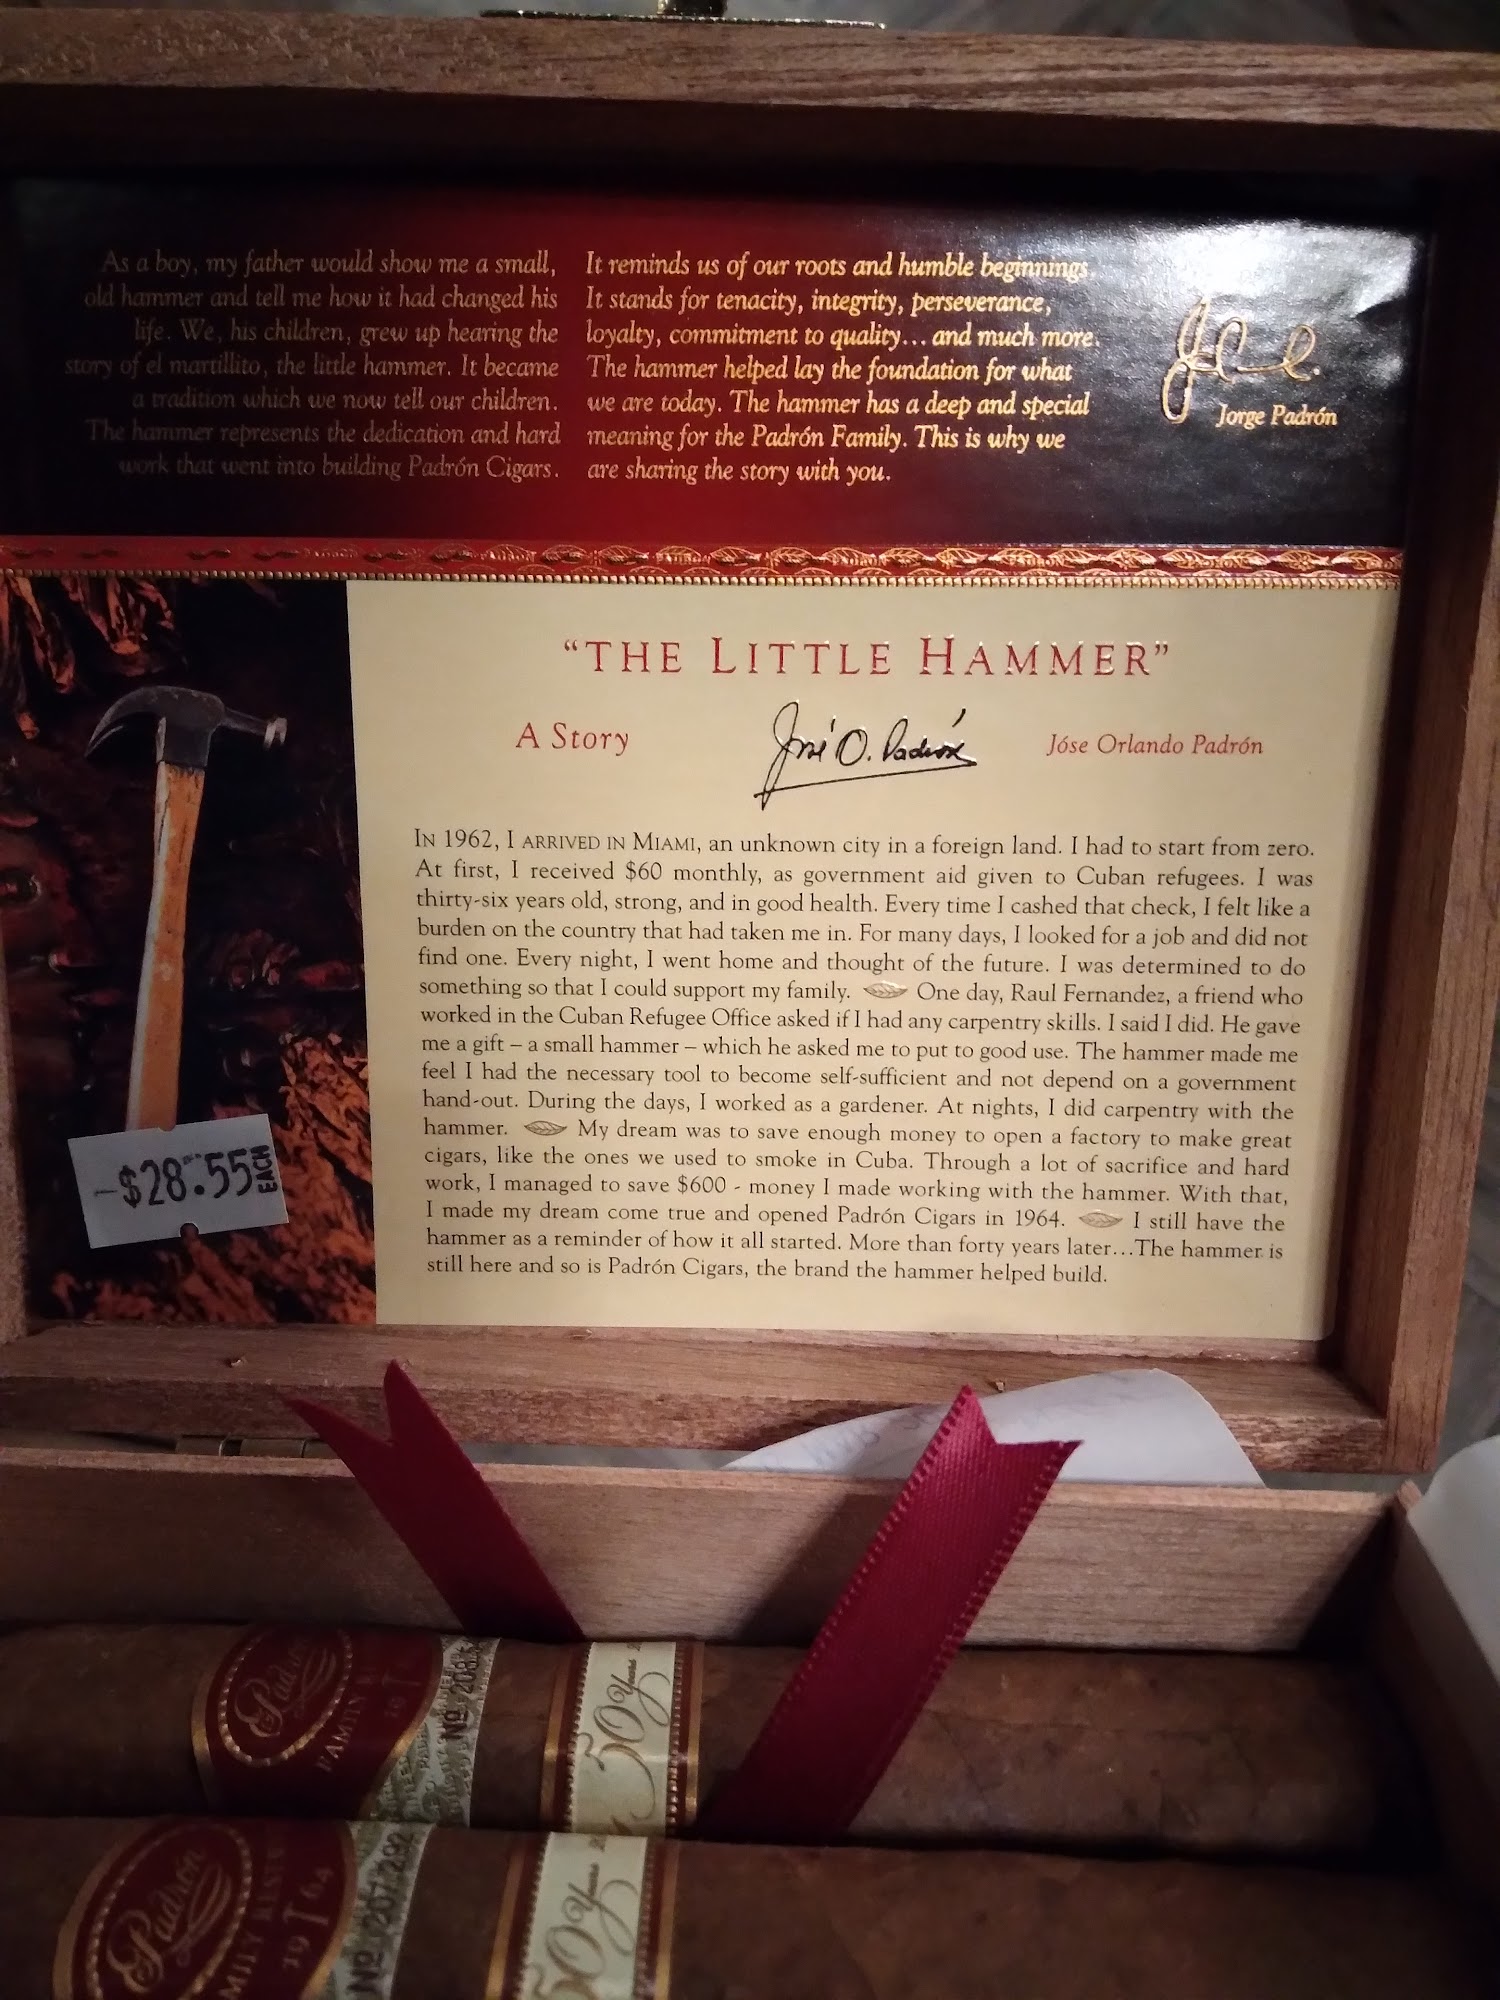 As a boy, my father would show me a small,
old hammer and tell me how it had changed his
life. We, his children, grew up hearing the
story of el martillito, the little hammer. It became
a tradition which we now tell our children.
The hammer represents the dedication and hard
work that went into building Padrón Cigars.
It reminds us of our roots and humble beginnings.
It stands for tenacity, integrity, perseverance,
loyalty, commitment to quality... and much more.
The hammer helped lay the foundation for what
we are today. The hammer has a deep and special
meaning for the Padrón Family. This is why we
are sharing the story with you.
Jorge Padrón
PADRÓN PADRÓN PADRÓN PADRÓN
"THE LITTLE HAMMER"
A Story
José O. Padrón
Jóse Orlando Padrón
IN 1962, I ARRIVED IN MIAMI, an unknown city in a foreign land. I had to start from zero.
At first, I received $60 monthly, as government aid given to Cuban refugees. I was
thirty-six years old, strong, and in good health. Every time I cashed that check, I felt like a
burden on the country that had taken me in. For many days, I looked for a job and did not
find one. Every night, I went home and thought of the future. I was determined to do
something so that I could support my family. One day, Raul Fernandez, a friend who
worked in the Cuban Refugee Office asked if I had any carpentry skills. I said I did. He gave
me a gift – a small hammer – which he asked me to put to good use. The hammer made me
feel I had the necessary tool to become self-sufficient and not depend on a government
hand-out. During the days, I worked as a gardener. At nights, I did carpentry with the
hammer. My dream was to save enough money to open a factory to make great
cigars, like the ones we used to smoke in Cuba. Through a lot of sacrifice and hard
work, I managed to save $600 - money I made working with the hammer. With that,
I made my dream come true and opened Padrón Cigars in 1964. I still have the
hammer as a reminder of how it all started. More than forty years later...The hammer is
still here and so is Padrón Cigars, the brand the hammer helped build.
-$28.55 EACH
Padrón
FAMILY
19
Nº 208
50 Years
Padrón
1964
Nº 207292
50 Years